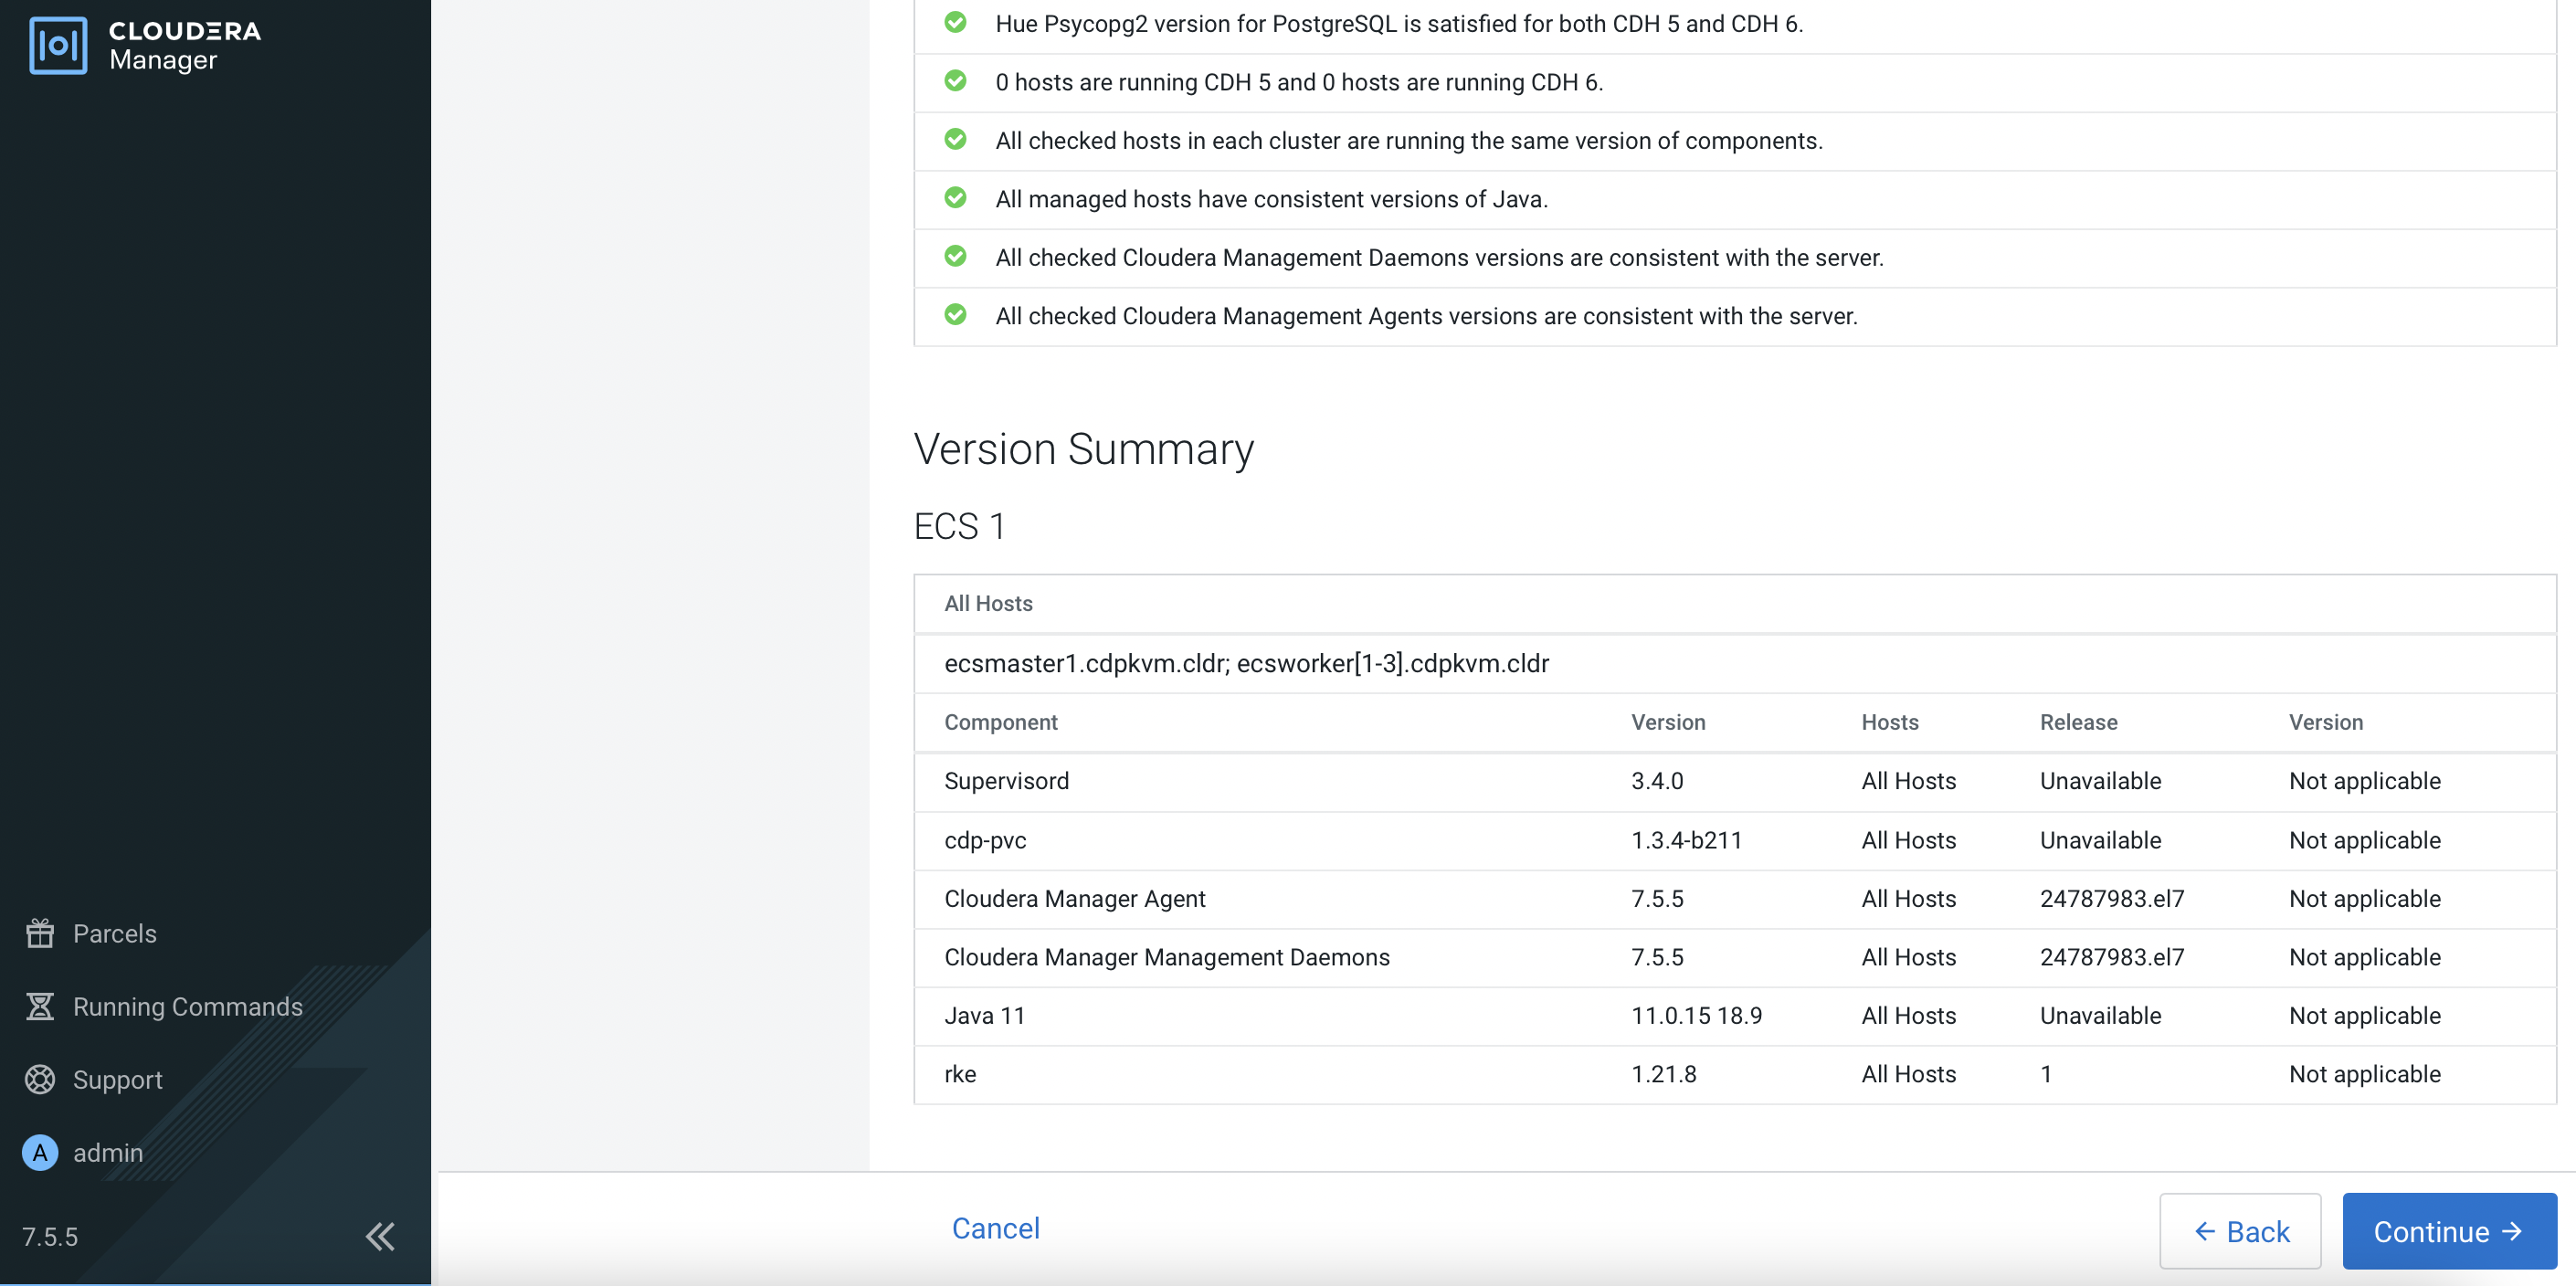 CLOUDERA
Manager
Parcels
Running Commands
Support
A admin
7.5.5
Hue Psycopg2 version for PostgreSQL is satisfied for both CDH 5 and CDH 6.
0 hosts are running CDH 5 and 0 hosts are running CDH 6.
All checked hosts in each cluster are running the same version of components.
All managed hosts have consistent versions of Java.
All checked Cloudera Management Daemons versions are consistent with the server.
All checked Cloudera Management Agents versions are consistent with the server.
Version Summary
ECS 1
All Hosts
ecsmaster1.cdpkvm.cldr; ecsworker[1-3].cdpkvm.cldr
Component Version Hosts Release Version
Supervisord 3.4.0 All Hosts Unavailable Not applicable
cdp-pvc 1.3.4-b211 All Hosts Unavailable Not applicable
Cloudera Manager Agent 7.5.5 All Hosts 24787983.el7 Not applicable
Cloudera Manager Management Daemons 7.5.5 All Hosts 24787983.el7 Not applicable
Java 11 11.0.15 18.9 All Hosts Unavailable Not applicable
rke 1.21.8 All Hosts 1 Not applicable
Cancel ← Back Continue →